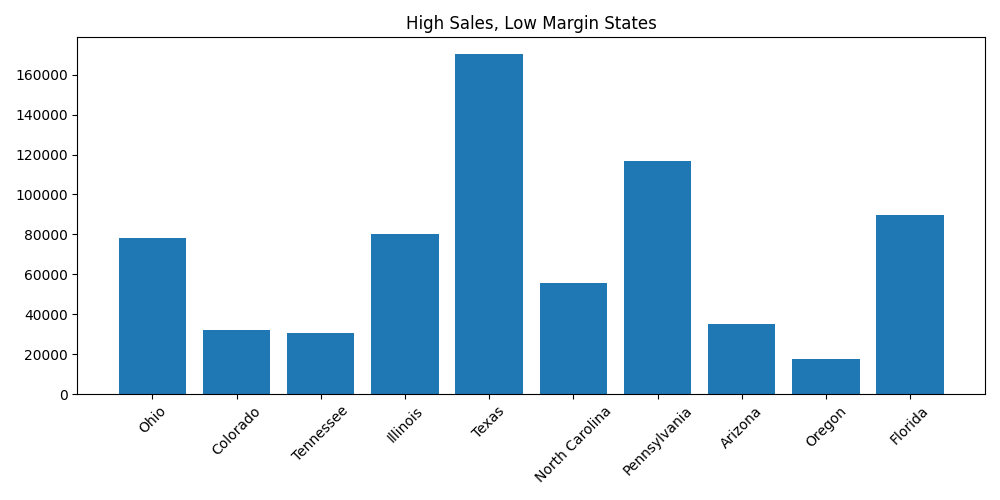 High Sales, Low Margin States
160000
140000
120000
100000
80000
60000
40000
20000
0
Ohio
Colorado
Tennessee
Illinois
Texas
North Carolina
Pennsylvania
Arizona
Oregon
Florida